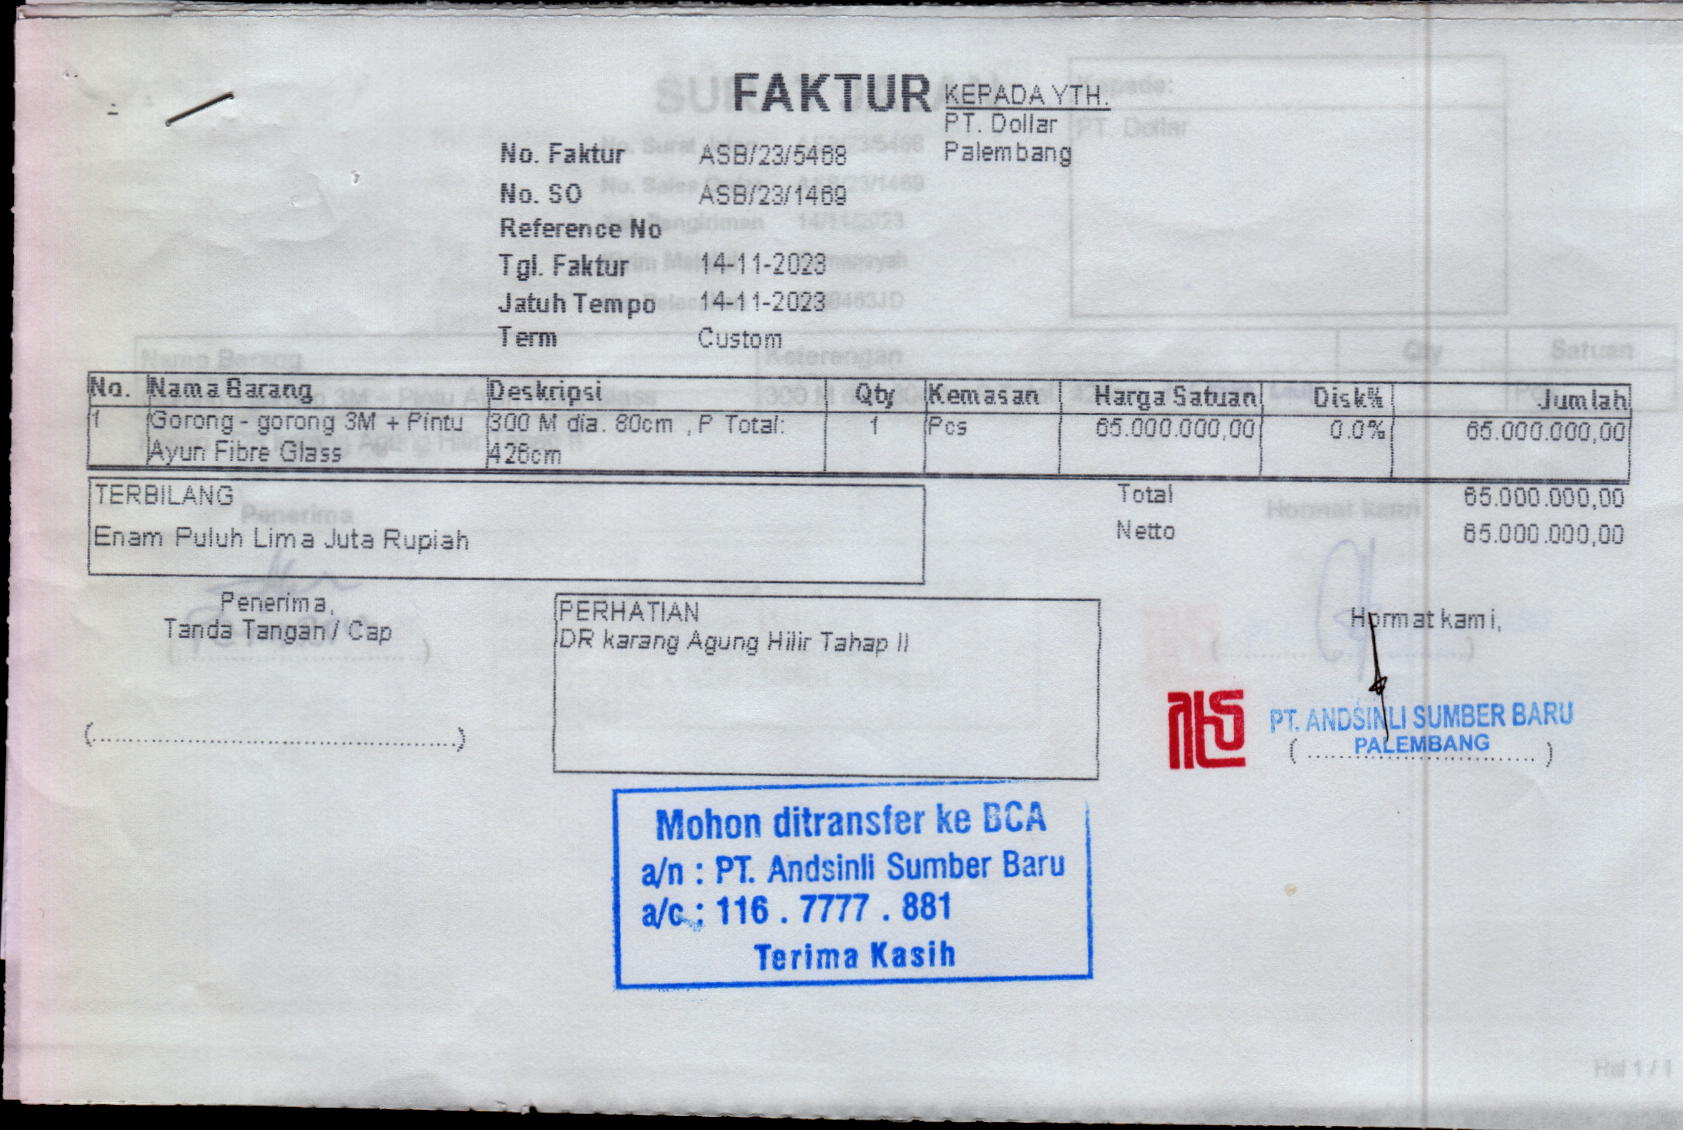 FAKTUR
KEPADA YTH.
PT. Dollar
Palembang
No. Faktur ASB/23/5468
No. SO ASB/23/1469
Reference No
Tgl. Faktur 14-11-2023
Jatuh Tempo 14-11-2023
Term Custom
No. Nama Barang Deskripsi Qty Kemasan Harga Satuan Disk% Jumlah
1 Gorong - gorong 3M + Pintu 300 M dia. 80cm , P Total: 1 Pcs 65.000.000,00 0.0% 65.000.000,00
Ayun Fibre Glass 426cm
TERBILANG
Enam Puluh Lima Juta Rupiah
Total 65.000.000,00
Netto 65.000.000,00
Penerima,
Tanda Tangan / Cap
(..............................................)
PERHATIAN
DR karang Agung Hilir Tahap II
Hormat kami,
PT. ANDSINLI SUMBER BARU
PALEMBANG
Mohon ditransfer ke BCA
a/n : PT. Andsinli Sumber Baru
a/c : 116 . 7777 . 881
Terima Kasih
Hal 1 / 1